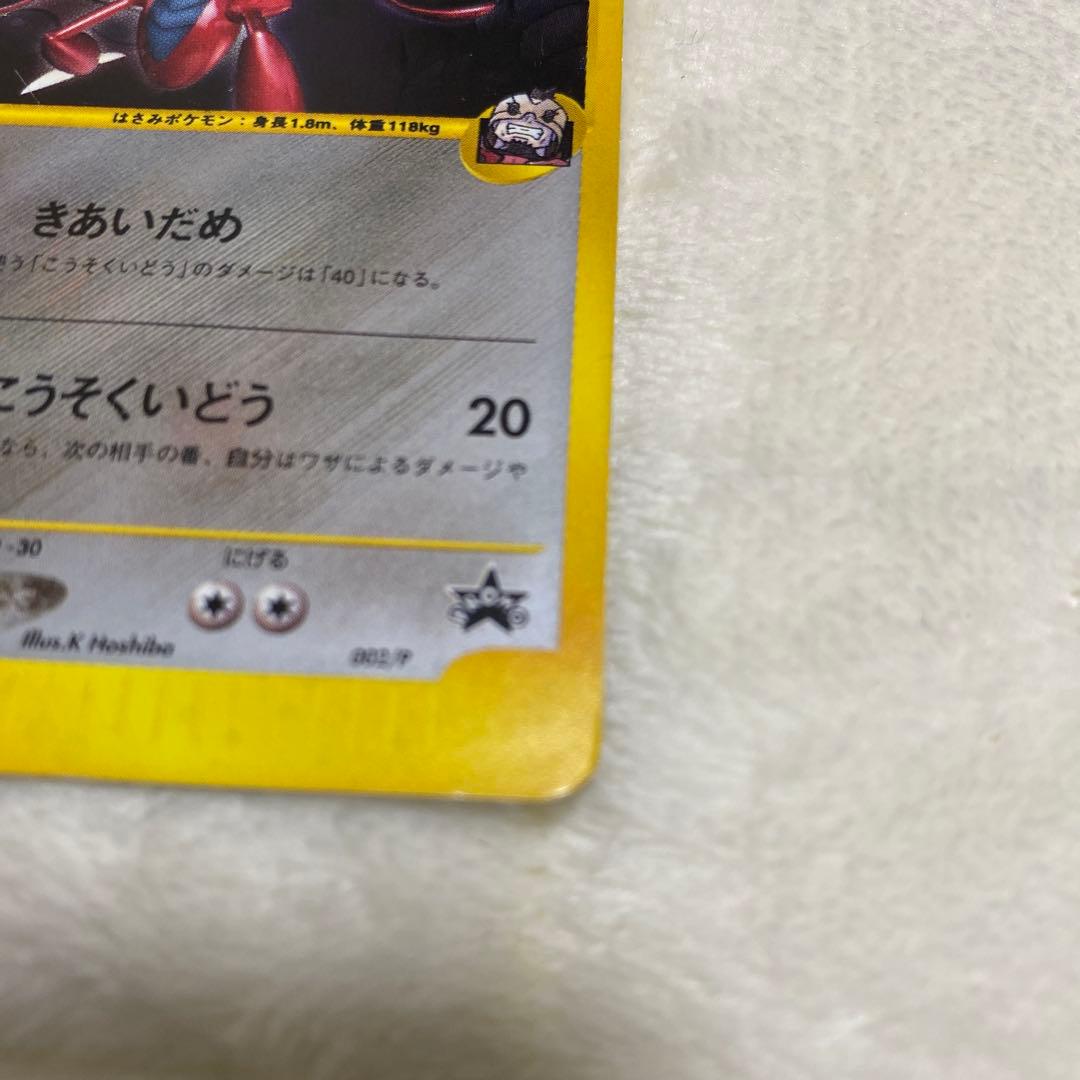 はさみポケモン：身長1.8m、体重118kg
きあいだめ
う「こうそくいどう」のダメージは「40」になる。
こうそくいどう 20
なら、次の相手の番、自分はワザによるダメージや
-30 にげる
PROMO
Illus.K Hoshiba